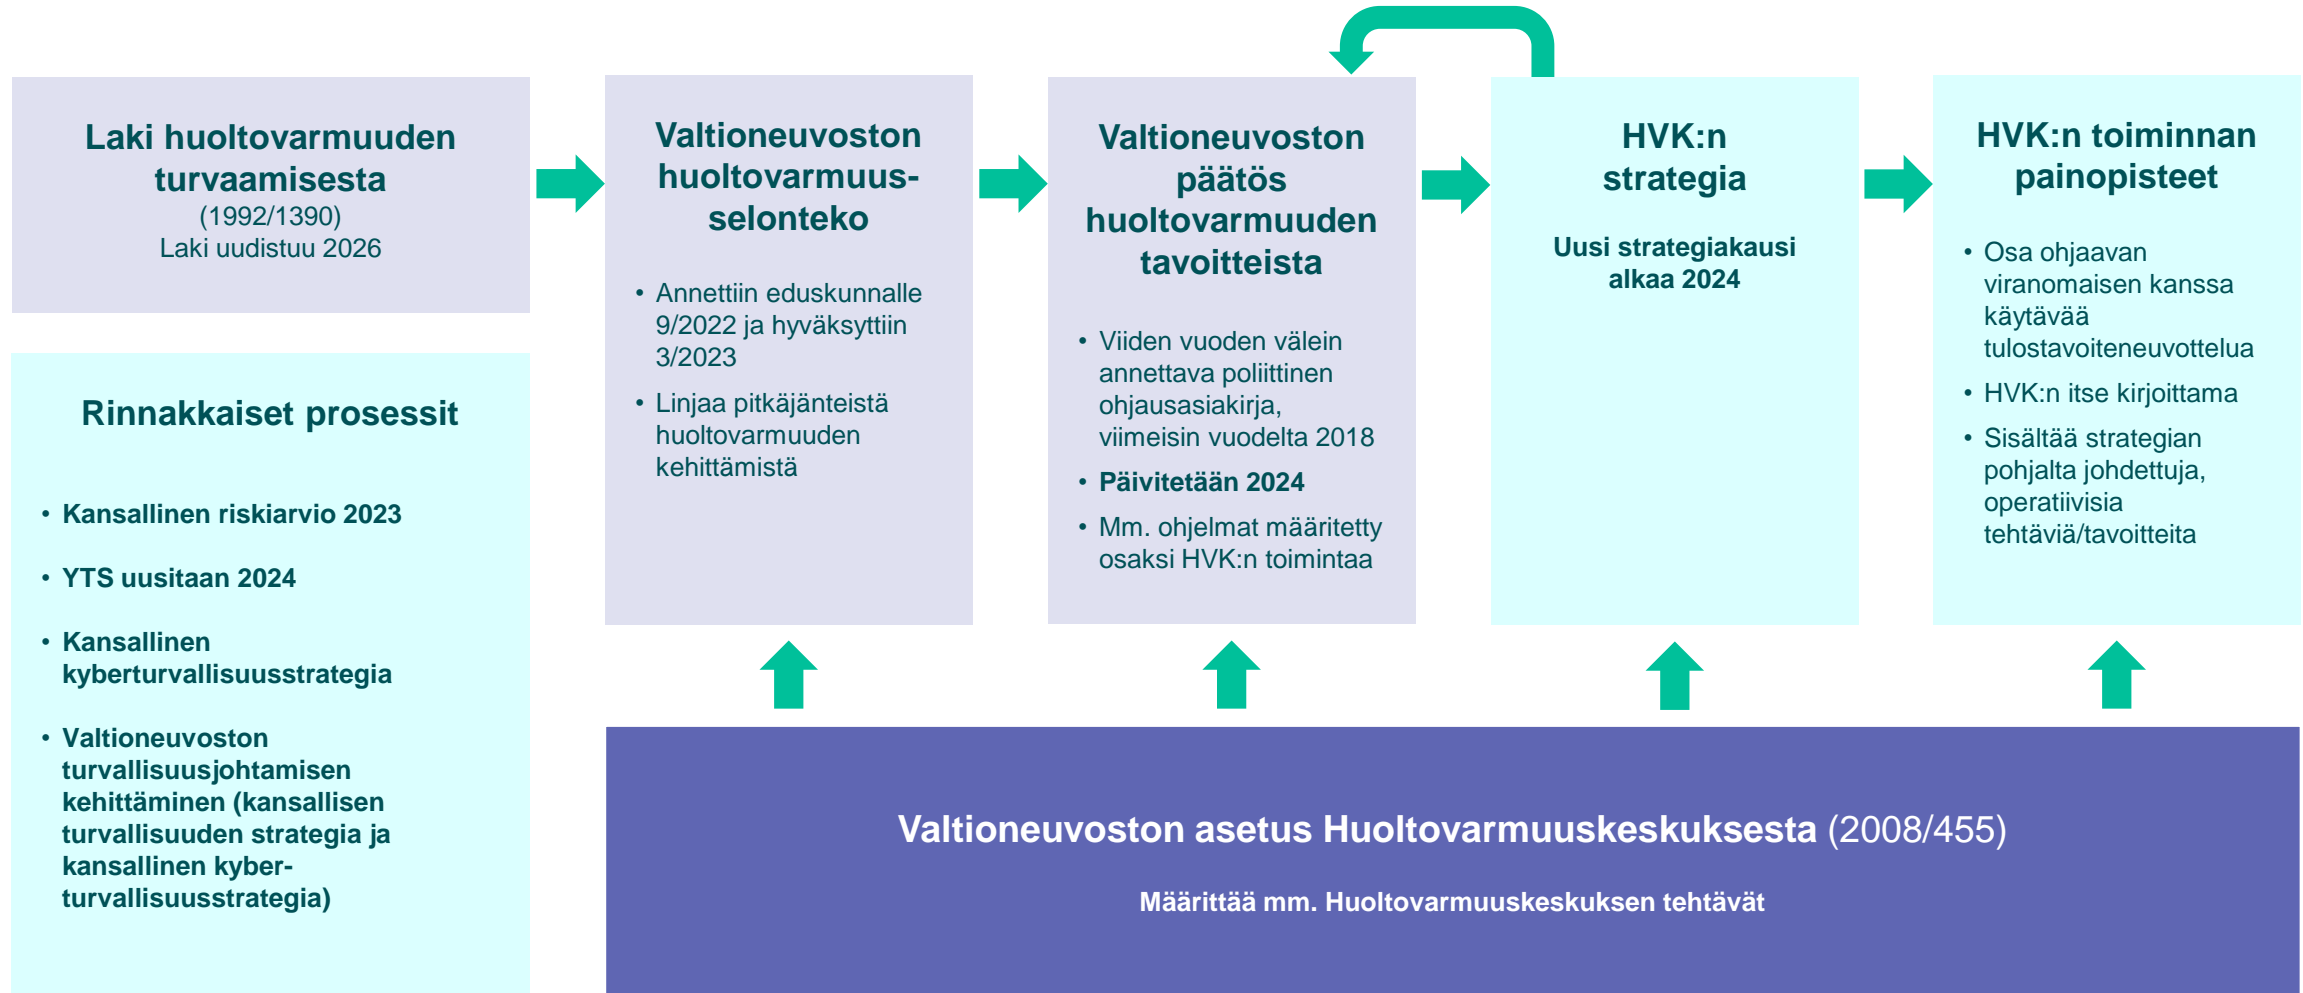 Laki huoltovarmuuden
turvaamisesta
(1992/1390)
Laki uudistuu 2026
Rinnakkaiset prosessit
• Kansallinen riskiarvio 2023
• YTS uusitaan 2024
• Kansallinen
kyberturvallisuusstrategia
• Valtioneuvoston
turvallisuusjohtamisen
kehittäminen (kansallisen
turvallisuuden strategia ja
kansallinen kyber-
turvallisuusstrategia)
Valtioneuvoston
huoltovarmuus-
selonteko
• Annettiin eduskunnalle
9/2022 ja hyväksyttiin
3/2023
• Linjaa pitkäjänteistä
huoltovarmuuden
kehittämistä
Valtioneuvoston
päätös
huoltovarmuuden
tavoitteista
• Viiden vuoden välein
annettava poliittinen
ohjausasiakirja,
viimeisin vuodelta 2018
• Päivitetään 2024
• Mm. ohjelmat määritetty
osaksi HVK:n toimintaa
HVK:n
strategia
Uusi strategiakausi
alkaa 2024
HVK:n toiminnan
painopisteet
• Osa ohjaavan
viranomaisen kanssa
käytävää
tulostavoiteneuvottelua
• HVK:n itse kirjoittama
• Sisältää strategian
pohjalta johdettuja,
operatiivisia
tehtäviä/tavoitteita
Valtioneuvoston asetus Huoltovarmuuskeskuksesta (2008/455)
Määrittää mm. Huoltovarmuuskeskuksen tehtävät